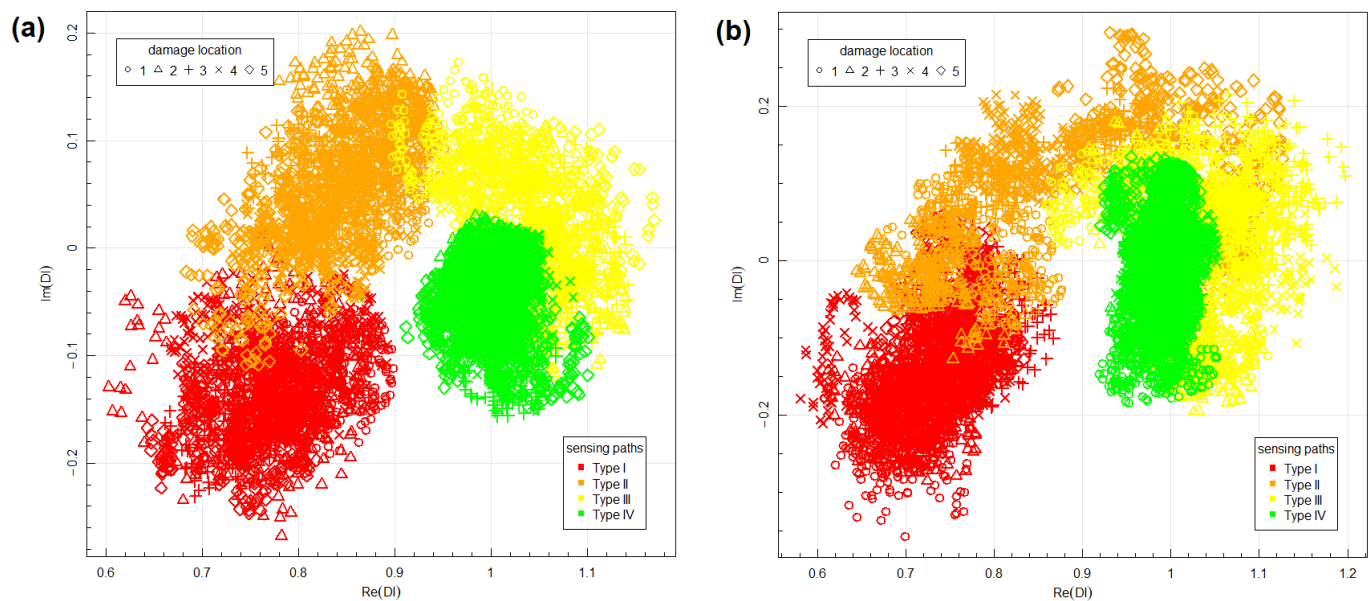 (a)
damage location
○ 1 △ 2 + 3 × 4 ◇ 5
0.2
0.1
0
−0.1
−0.2
Im(DI)
sensing paths
Type I
Type II
Type III
Type IV
0.6 0.7 0.8 0.9 1 1.1
Re(DI)
(b)
damage location
○ 1 △ 2 + 3 × 4 ◇ 5
0.2
0
−0.2
Im(DI)
sensing paths
Type I
Type II
Type III
Type IV
0.6 0.7 0.8 0.9 1 1.1 1.2
Re(DI)